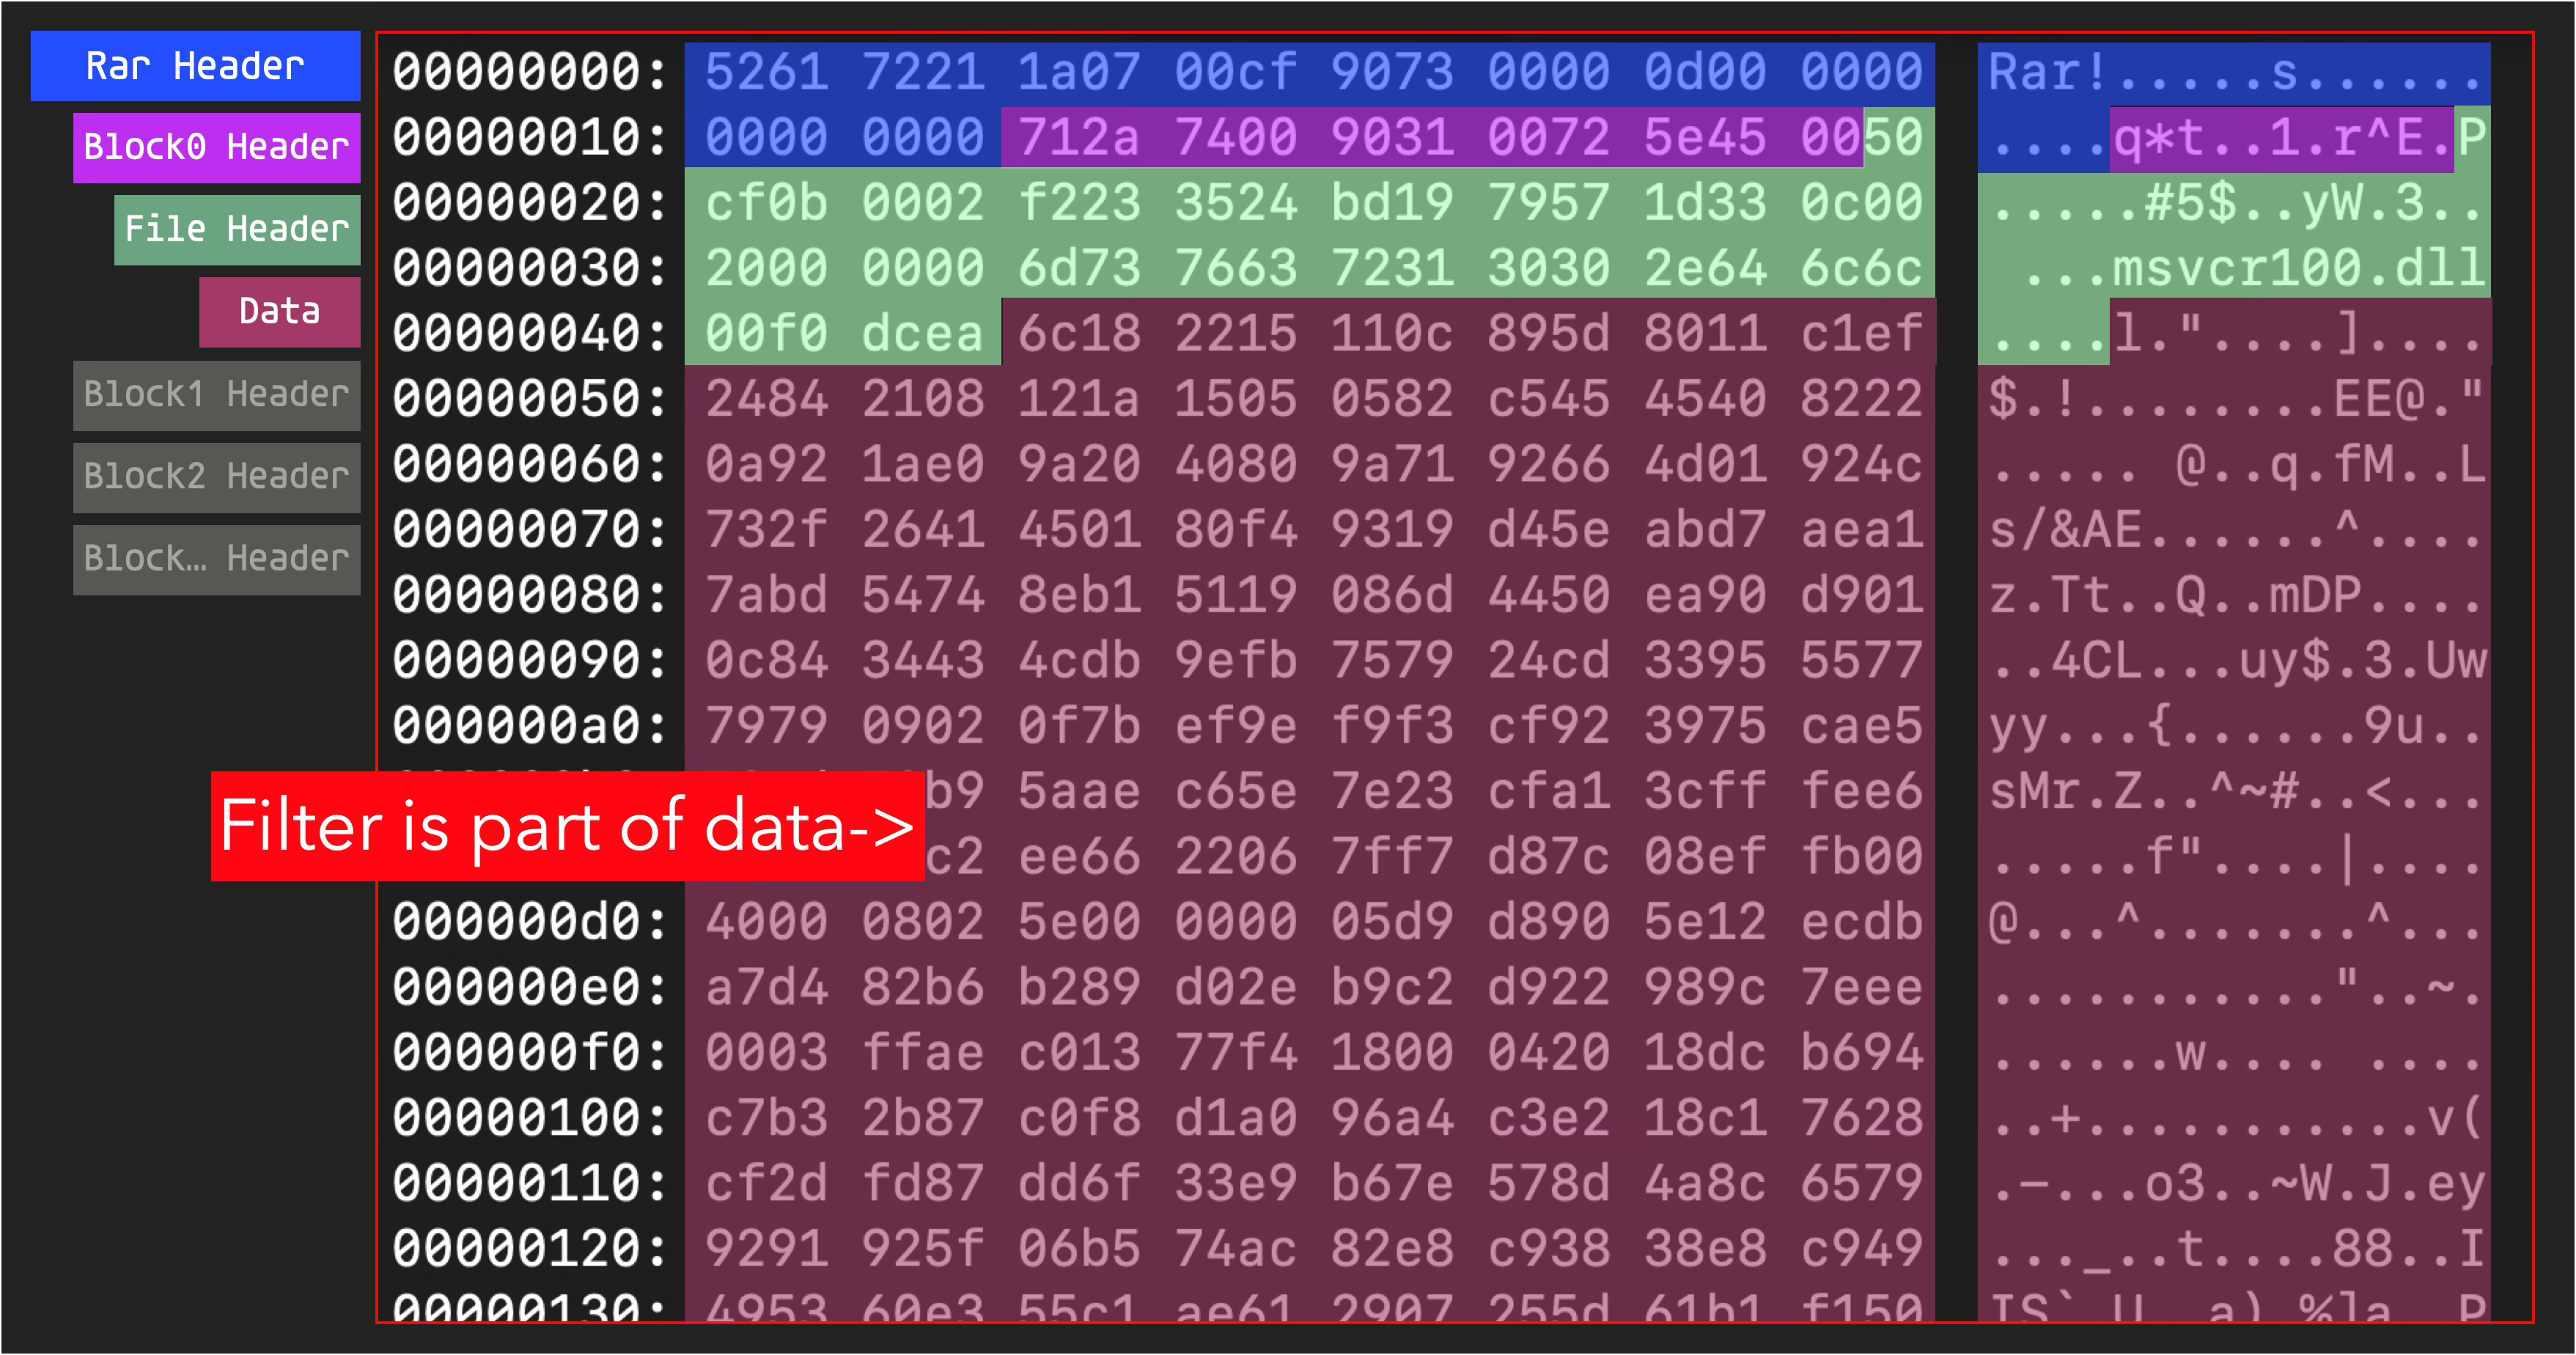 Rar Header
Block0 Header
File Header
Data
Block1 Header
Block2 Header
Block… Header
00000000: 5261 7221 1a07 00cf 9073 0000 0d00 0000 Rar!.....s......
00000010: 0000 0000 712a 7400 9031 0072 5e45 0050 ....q*t..1.r^E.P
00000020: cf0b 0002 f223 3524 bd19 7957 1d33 0c00 .....#5$..yW.3..
00000030: 2000 0000 6d73 7663 7231 3030 2e64 6c6c  ...msvcr100.dll
00000040: 00f0 dcea 6c18 2215 110c 895d 8011 c1ef ....l."....]....
00000050: 2484 2108 121a 1505 0582 c545 4540 8222 $.!........EE@."
00000060: 0a92 1ae0 9a20 4080 9a71 9266 4d01 924c ..... @..q.fM..L
00000070: 732f 2641 4501 80f4 9319 d45e abd7 aea1 s/&AE......^....
00000080: 7abd 5474 8eb1 5119 086d 4450 ea90 d901 z.Tt..Q..mDP....
00000090: 0c84 3443 4cdb 9efb 7579 24cd 3395 5577 ..4CL...uy$.3.Uw
000000a0: 7979 0902 0f7b ef9e f9f3 cf92 3975 cae5 yy...{......9u..
b9 5aae c65e 7e23 cfa1 3cff fee6 sMr.Z..^~#..<...
Filter is part of data->
c2 ee66 2206 7ff7 d87c 08ef fb00 .....f"....|....
000000d0: 4000 0802 5e00 0000 05d9 d890 5e12 ecdb @...^.......^...
000000e0: a7d4 82b6 b289 d02e b9c2 d922 989c 7eee ..........."..~.
000000f0: 0003 ffae c013 77f4 1800 0420 18dc b694 ......w.... ....
00000100: c7b3 2b87 c0f8 d1a0 96a4 c3e2 18c1 7628 ..+...........v(
00000110: cf2d fd87 dd6f 33e9 b67e 578d 4a8c 6579 .-...o3..~W.J.ey
00000120: 9291 925f 06b5 74ac 82e8 c938 38e8 c949 ..._..t....88..I
00000130: 4953 60e3 55c1 ae61 2907 255d 61b1 f150